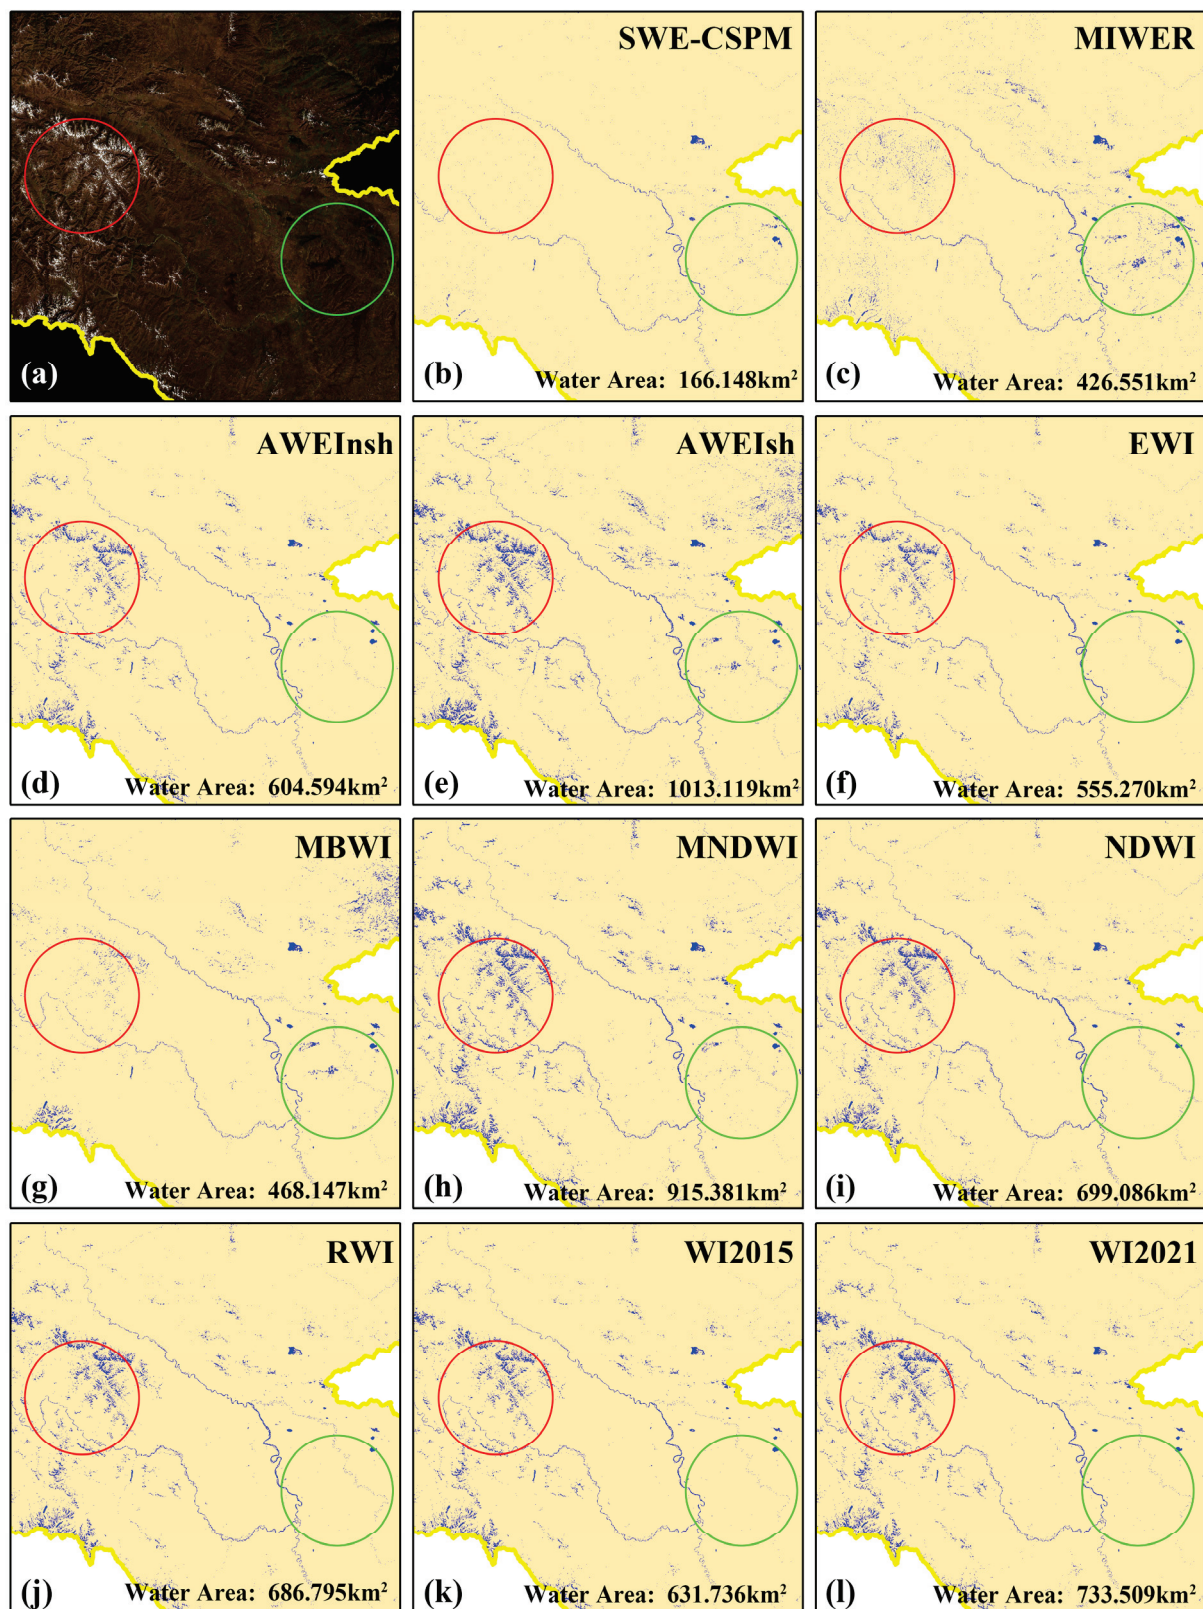 (a)
SWE-CSPM
(b) Water Area: 166.148km²
MIWER
(c) Water Area: 426.551km²
AWEInsh
(d) Water Area: 604.594km²
AWEIsh
(e) Water Area: 1013.119km²
EWI
(f) Water Area: 555.270km²
MBWI
(g) Water Area: 468.147km²
MNDWI
(h) Water Area: 915.381km²
NDWI
(i) Water Area: 699.086km²
RWI
(j) Water Area: 686.795km²
WI2015
(k) Water Area: 631.736km²
WI2021
(l) Water Area: 733.509km²